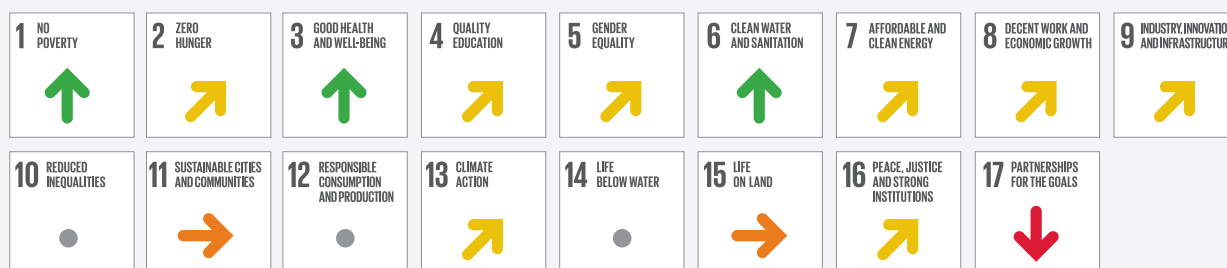 1 NO
POVERTY
2 ZERO
HUNGER
3 GOOD HEALTH
AND WELL-BEING
4 QUALITY
EDUCATION
5 GENDER
EQUALITY
6 CLEAN WATER
AND SANITATION
7 AFFORDABLE AND
CLEAN ENERGY
8 DECENT WORK AND
ECONOMIC GROWTH
9 INDUSTRY, INNOVATIO
AND INFRASTRUCTUR
10 REDUCED
INEQUALITIES
11 SUSTAINABLE CITIES
AND COMMUNITIES
12 RESPONSIBLE
CONSUMPTION
AND PRODUCTION
13 CLIMATE
ACTION
14 LIFE
BELOW WATER
15 LIFE
ON LAND
16 PEACE, JUSTICE
AND STRONG
INSTITUTIONS
17 PARTNERSHIPS
FOR THE GOALS